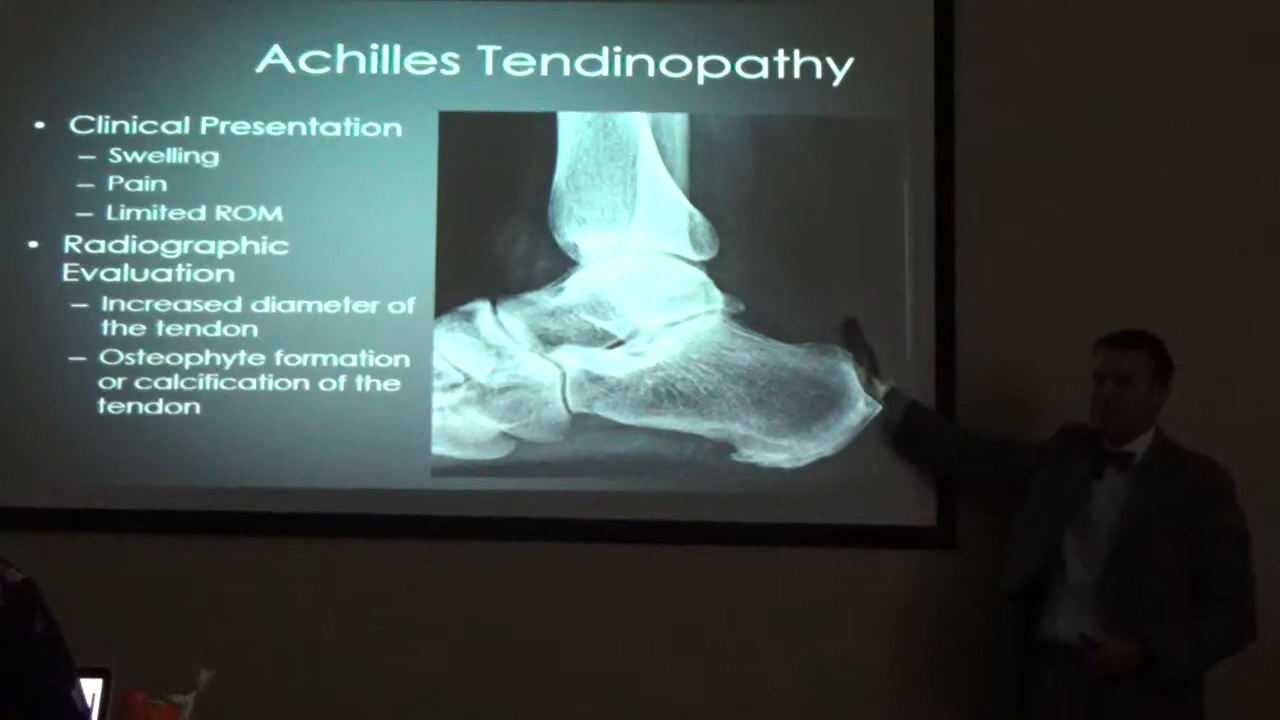 Achilles Tendinopathy
• Clinical Presentation
– Swelling
– Pain
– Limited ROM
• Radiographic
Evaluation
– Increased diameter of
the tendon
– Osteophyte formation
or calcification of the
tendon